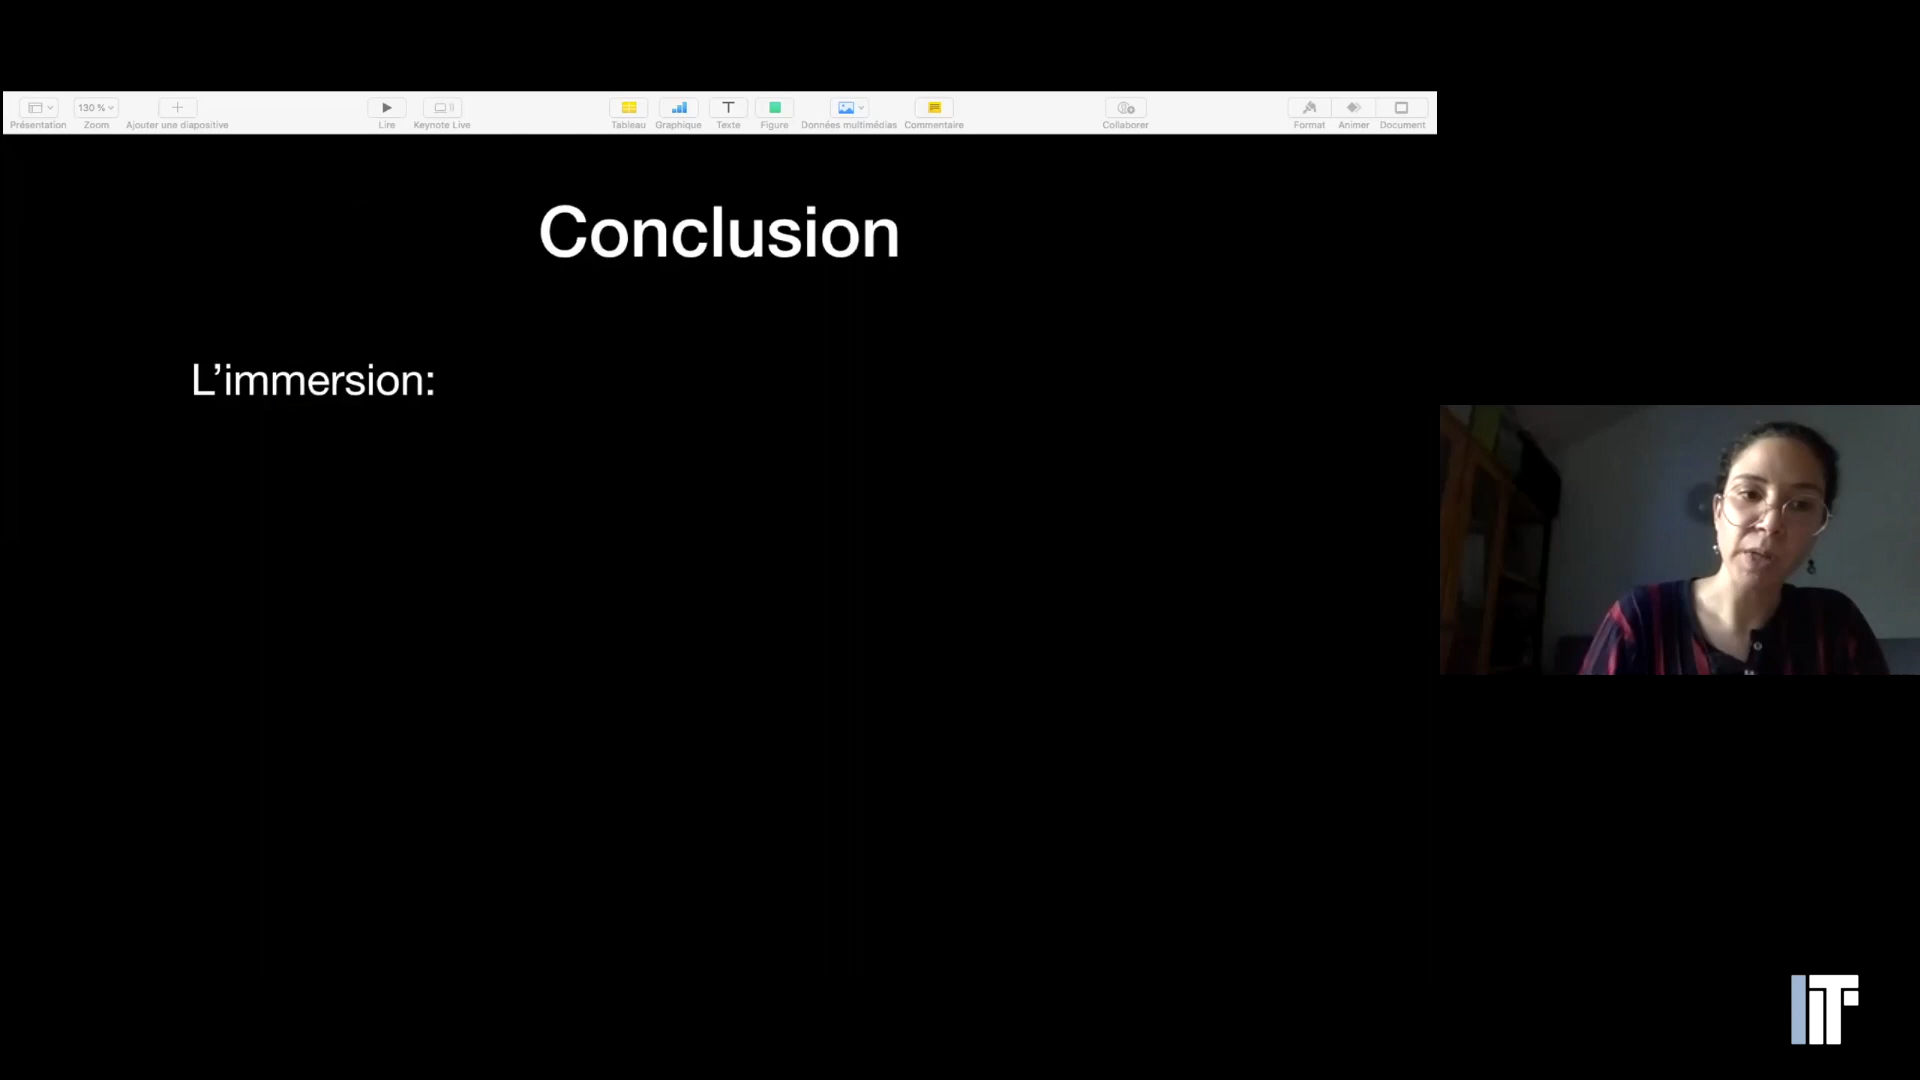 130 %
Présentation Zoom Ajouter une diapositive Lire Keynote Live Tableau Graphique Texte Figure Données multimédias Commentaire Collaborer Format Animer Document
Conclusion
L’immersion: